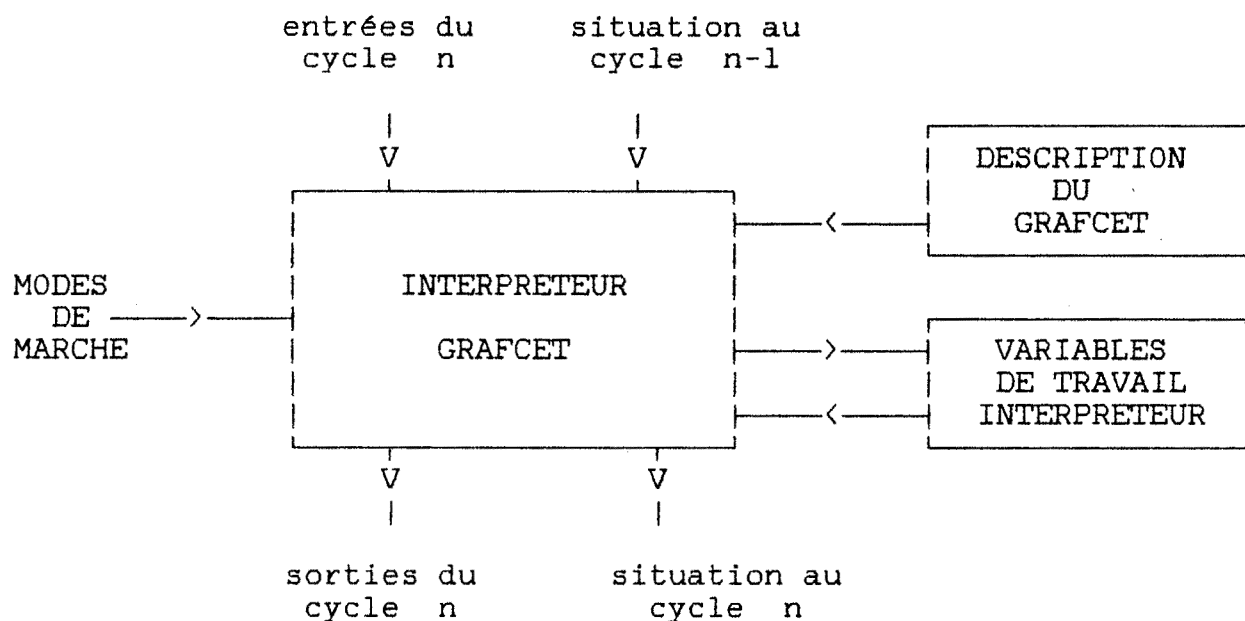 entrées du
cycle n
situation au
cycle n-1
DESCRIPTION
DU
GRAFCET
MODES
DE
MARCHE
INTERPRETEUR
GRAFCET
VARIABLES
DE TRAVAIL
INTERPRETEUR
sorties du
cycle n
situation au
cycle n